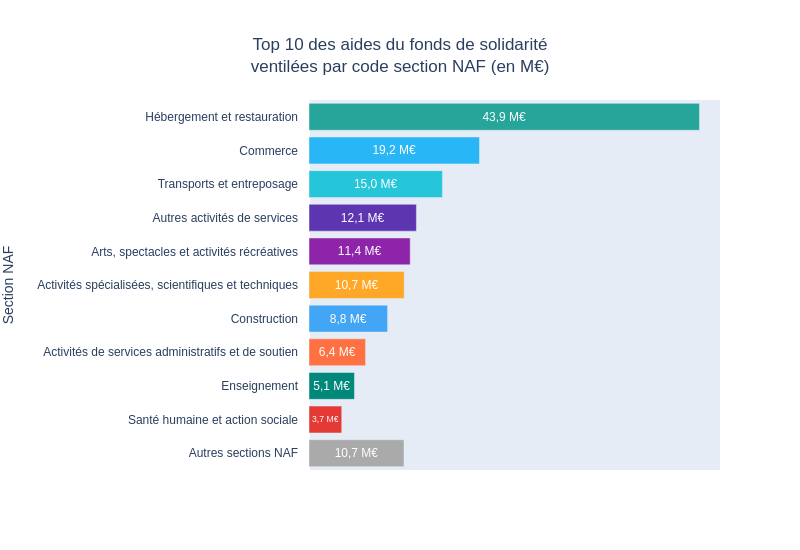 Top 10 des aides du fonds de solidarité
ventilées par code section NAF (en M€)
Section NAF
Hébergement et restauration 43,9 M€
Commerce 19,2 M€
Transports et entreposage 15,0 M€
Autres activités de services 12,1 M€
Arts, spectacles et activités récréatives 11,4 M€
Activités spécialisées, scientifiques et techniques 10,7 M€
Construction 8,8 M€
Activités de services administratifs et de soutien 6,4 M€
Enseignement 5,1 M€
Santé humaine et action sociale 3,7 M€
Autres sections NAF 10,7 M€